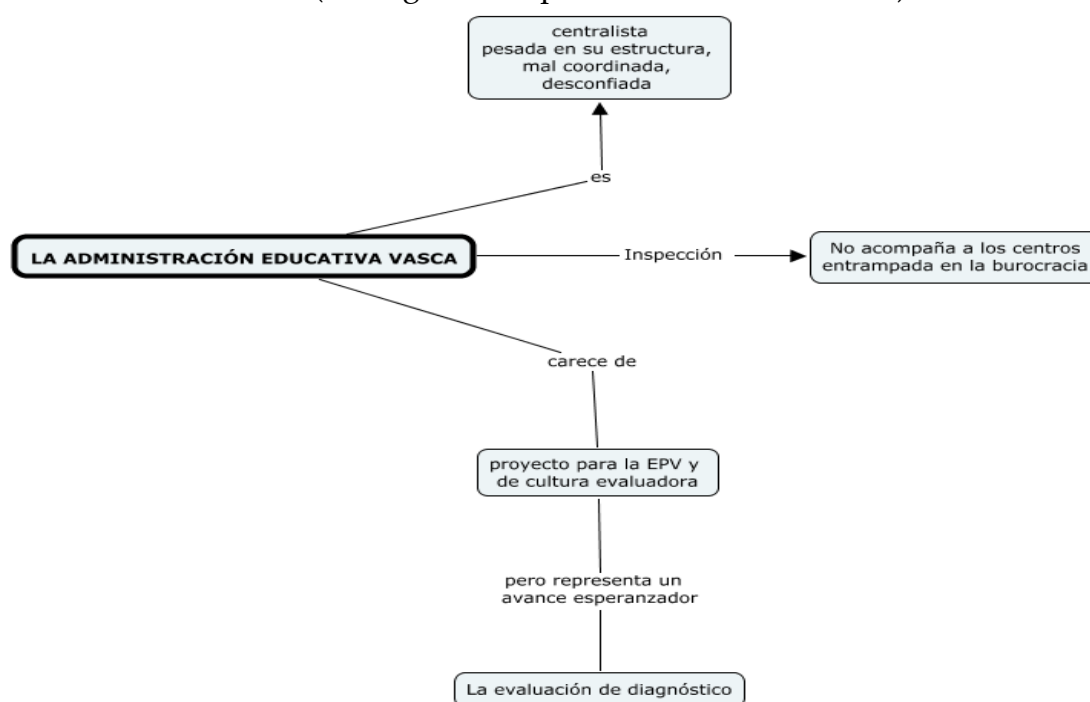 centralista
pesada en su estructura,
mal coordinada,
desconfiada
es
LA ADMINISTRACIÓN EDUCATIVA VASCA
Inspección
No acompaña a los centros
entrampada en la burocracia
carece de
proyecto para la EPV y
de cultura evaluadora
pero representa un
avance esperanzador
La evaluación de diagnóstico